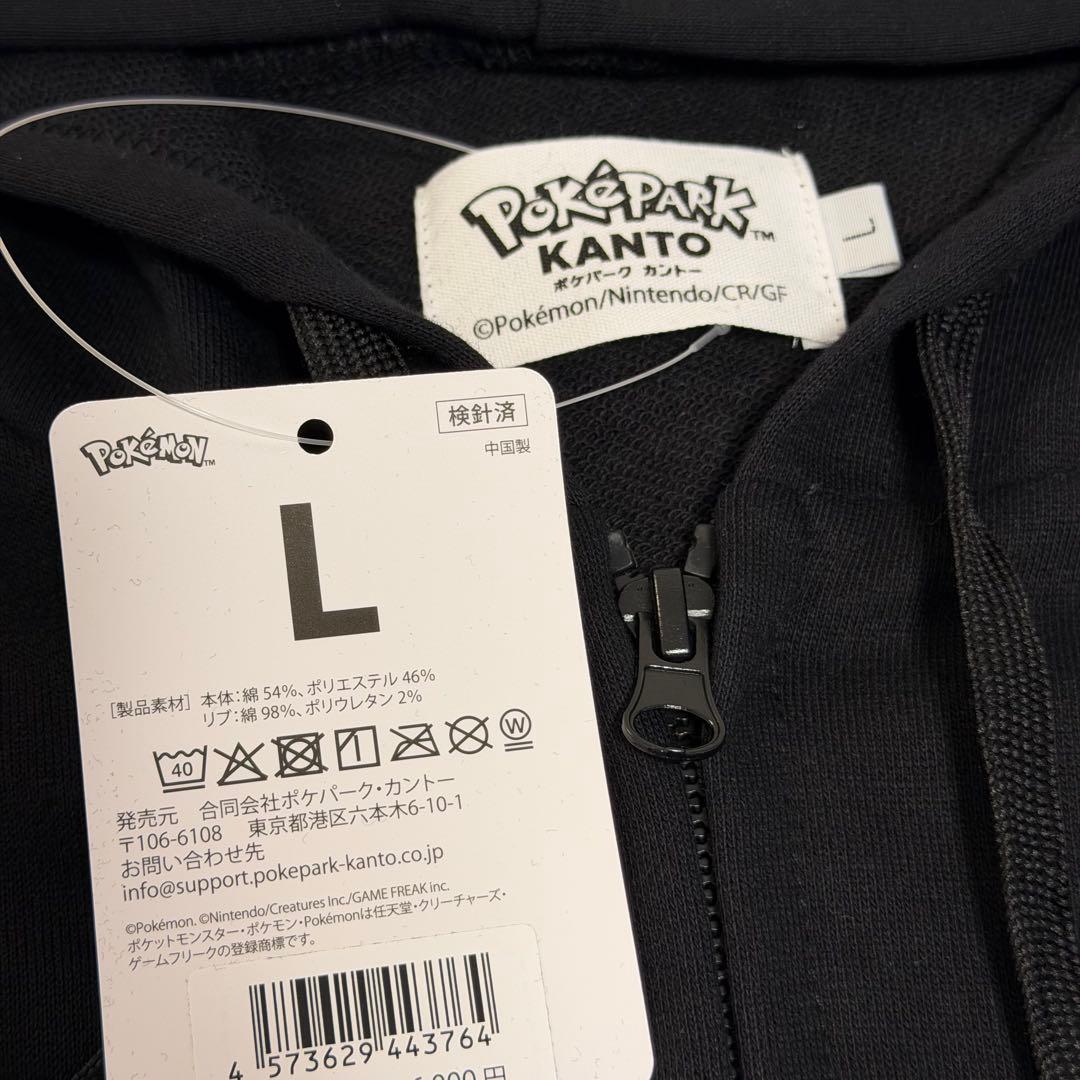 POKÉPARK™
KANTO
ポケパーク カントー
©Pokémon/Nintendo/CR/GF
L
POKÉMON™
検針済
中国製
L
[製品素材] 本体:綿 54%、ポリエステル 46%
リブ:綿 98%、ポリウレタン 2%
40
W
発売元 合同会社ポケパーク・カントー
〒106-6108 東京都港区六本木6-10-1
お問い合わせ先
info@support.pokepark-kanto.co.jp
©Pokémon. ©Nintendo/Creatures Inc./GAME FREAK inc.
ポケットモンスター・ポケモン・Pokémonは任天堂・クリーチャーズ・
ゲームフリークの登録商標です。
4 573629 443764
円